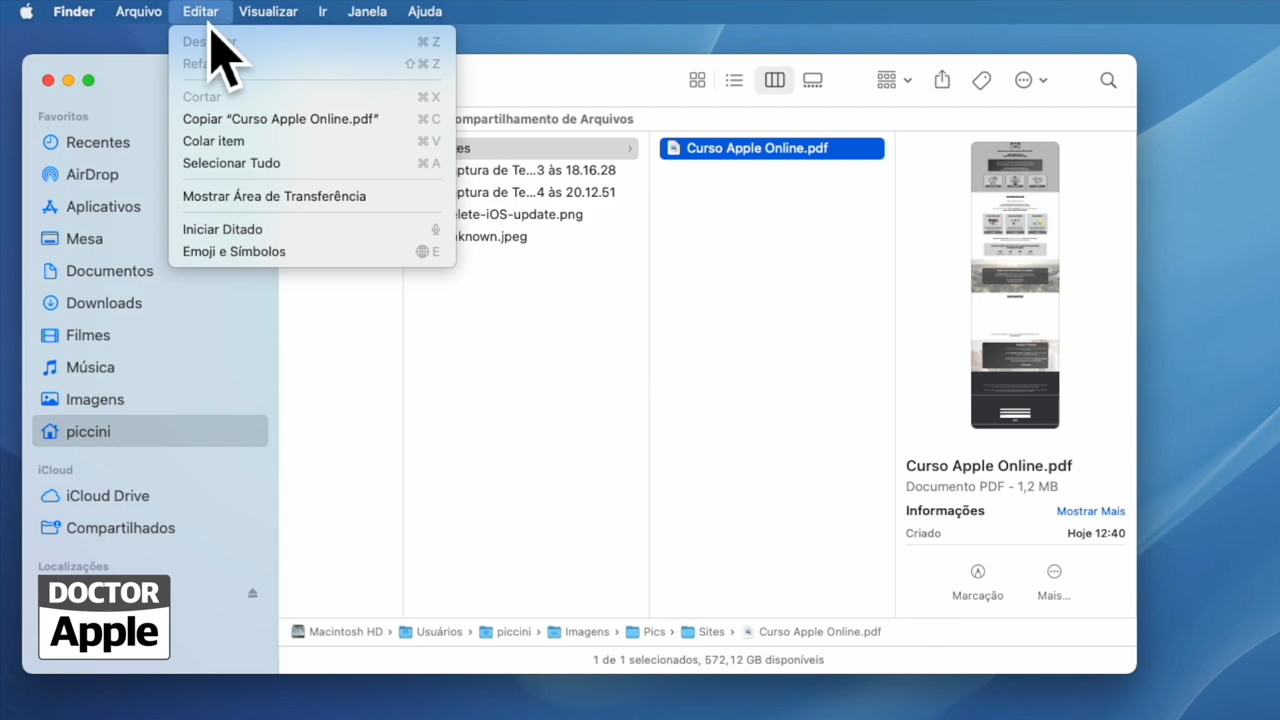 Finder Arquivo Editar Visualizar Ir Janela Ajuda
⌘ Z
⇧ ⌘ Z
Cortar ⌘ X
Copiar “Curso Apple Online.pdf” ⌘ C
Colar item ⌘ V
Selecionar Tudo ⌘ A
Mostrar Área de Transferência
Iniciar Ditado
Emoji e Símbolos E
Favoritos
Recentes
AirDrop
Aplicativos
Mesa
Documentos
Downloads
Filmes
Música
Imagens
piccini
iCloud
iCloud Drive
Compartilhados
Localizações
DOCTOR
Apple
ompartilhamento de Arquivos
es
ptura de Te...3 às 18.16.28
ptura de Te...4 às 20.12.51
lete-iOS-update.png
known.jpeg
Curso Apple Online.pdf
Curso Apple Online.pdf
Documento PDF - 1,2 MB
Informações Mostrar Mais
Criado Hoje 12:40
Marcação Mais...
Macintosh HD › Usuários › piccini › Imagens › Pics › Sites › Curso Apple Online.pdf
1 de 1 selecionados, 572,12 GB disponíveis